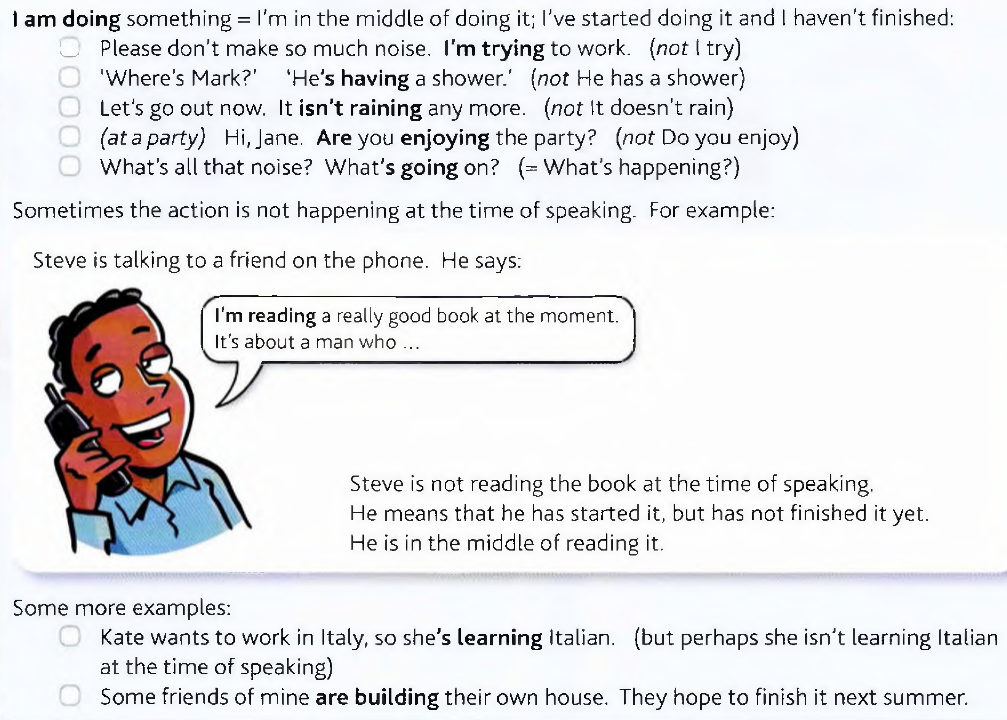 I am doing something = I'm in the middle of doing it; I've started doing it and I haven't finished:
Please don't make so much noise. I'm trying to work. (not I try)
'Where's Mark?' 'He's having a shower.' (not He has a shower)
Let's go out now. It isn't raining any more. (not It doesn't rain)
(at a party) Hi, Jane. Are you enjoying the party? (not Do you enjoy)
What's all that noise? What's going on? (= What's happening?)
Sometimes the action is not happening at the time of speaking. For example:
Steve is talking to a friend on the phone. He says:
I'm reading a really good book at the moment.
It's about a man who ...
Steve is not reading the book at the time of speaking.
He means that he has started it, but has not finished it yet.
He is in the middle of reading it.
Some more examples:
Kate wants to work in Italy, so she's learning Italian. (but perhaps she isn't learning Italian
at the time of speaking)
Some friends of mine are building their own house. They hope to finish it next summer.